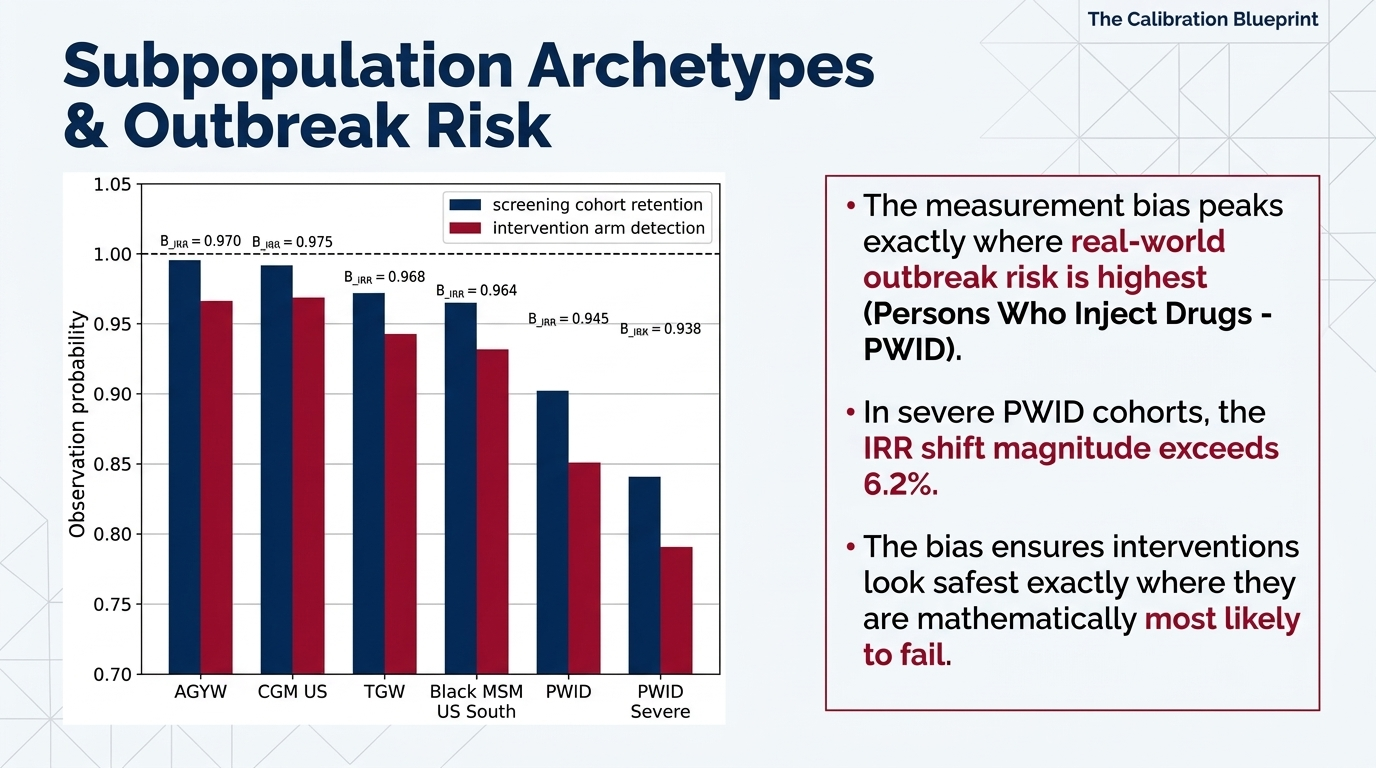 The Calibration Blueprint
Subpopulation Archetypes
& Outbreak Risk
1.05
1.00
0.95
0.90
0.85
0.80
0.75
0.70
Observation probability
screening cohort retention
intervention arm detection
B_IRR = 0.970
= 0.975
B_IRR = 0.968
B_IRR = 0.964
B_IRR = 0.945
= 0.938
AGYW
CGM US
TGW
Black MSM
US South
PWID
PWID
Severe
• The measurement bias peaks
exactly where real-world
outbreak risk is highest
(Persons Who Inject Drugs -
PWID).
• In severe PWID cohorts, the
IRR shift magnitude exceeds
6.2%.
• The bias ensures interventions
look safest exactly where they
are mathematically most likely
to fail.